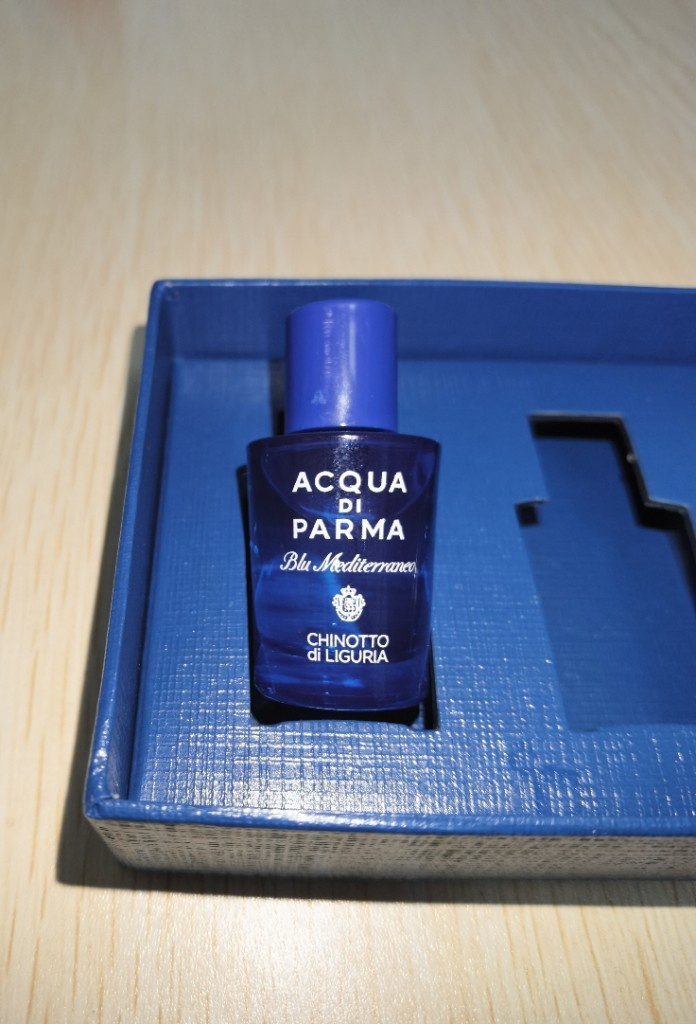 ACQUA
DI
PARMA
Blu Mediterraneo
CHINOTTO
di LIGURIA